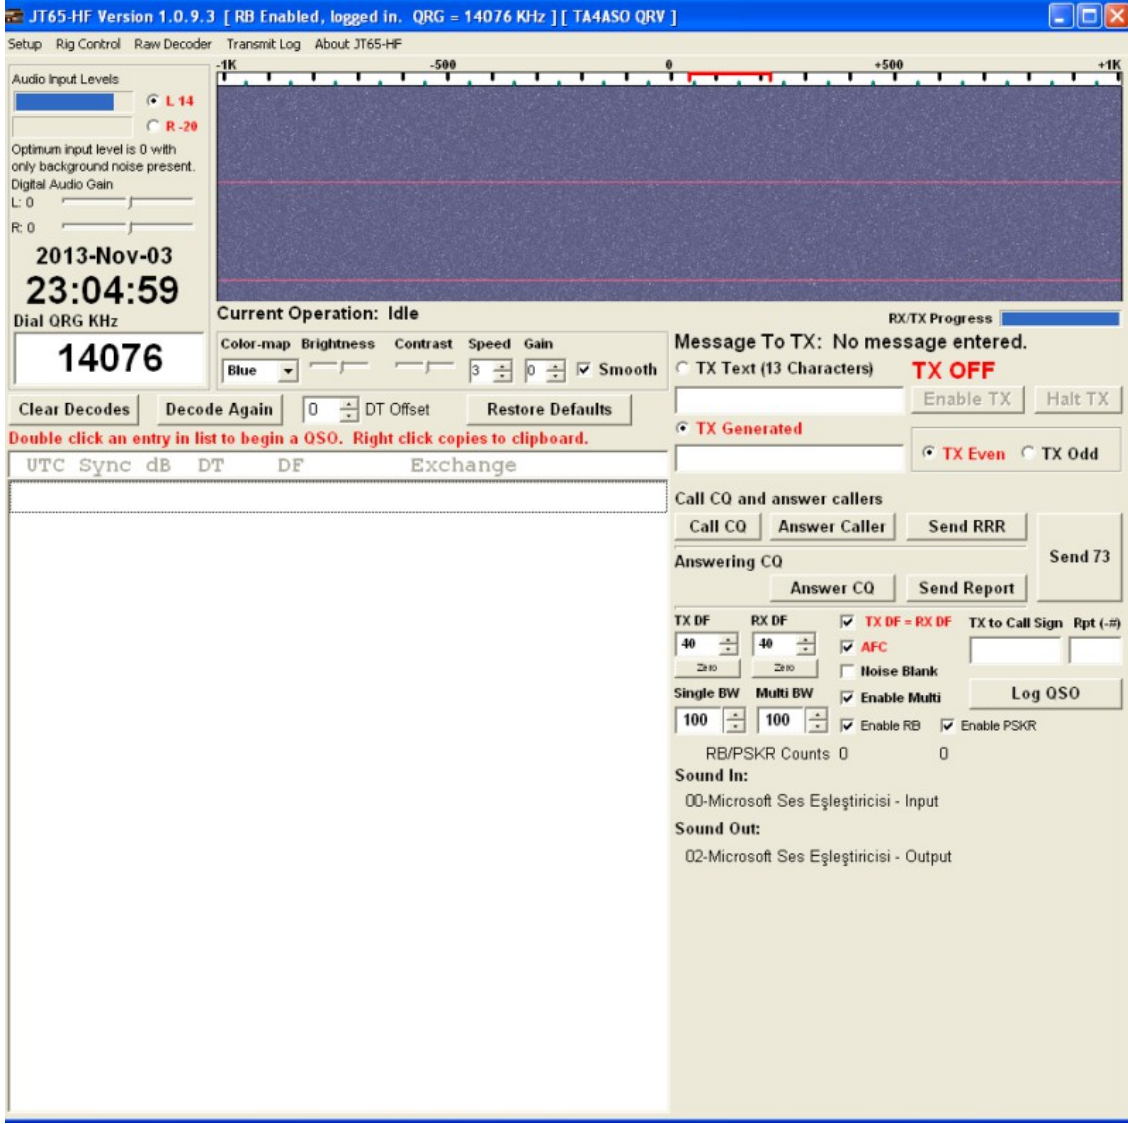 JT65-HF Version 1.0.9.3 [ RB Enabled, logged in. QRG = 14076 KHz ] [ TA4ASO QRV ]
Setup Rig Control Raw Decoder Transmit Log About JT65-HF
Audio Input Levels
L 14
R -20
Optimum input level is 0 with
only background noise present.
Digital Audio Gain
L: 0
R: 0
2013-Nov-03
23:04:59
Dial QRG KHz
14076
-1K -500 0 +500 +1K
Current Operation: Idle
RX/TX Progress
Color-map Brightness Contrast Speed Gain
Blue 3 0 Smooth
Message To TX: No message entered.
TX Text (13 Characters) TX OFF
Enable TX Halt TX
Clear Decodes Decode Again 0 DT Offset Restore Defaults
TX Generated
TX Even TX Odd
Double click an entry in list to begin a QSO. Right click copies to clipboard.
UTC Sync dB DT DF Exchange
Call CQ and answer callers
Call CQ Answer Caller Send RRR
Send 73
Answering CQ
Answer CQ Send Report
TX DF RX DF TX DF = RX DF TX to Call Sign Rpt (-#)
40 40 AFC
Zero Zero Noise Blank
Single BW Multi BW Enable Multi Log QSO
100 100 Enable RB Enable PSKR
RB/PSKR Counts 0 0
Sound In:
00-Microsoft Ses Eşleştiricisi - Input
Sound Out:
02-Microsoft Ses Eşleştiricisi - Output